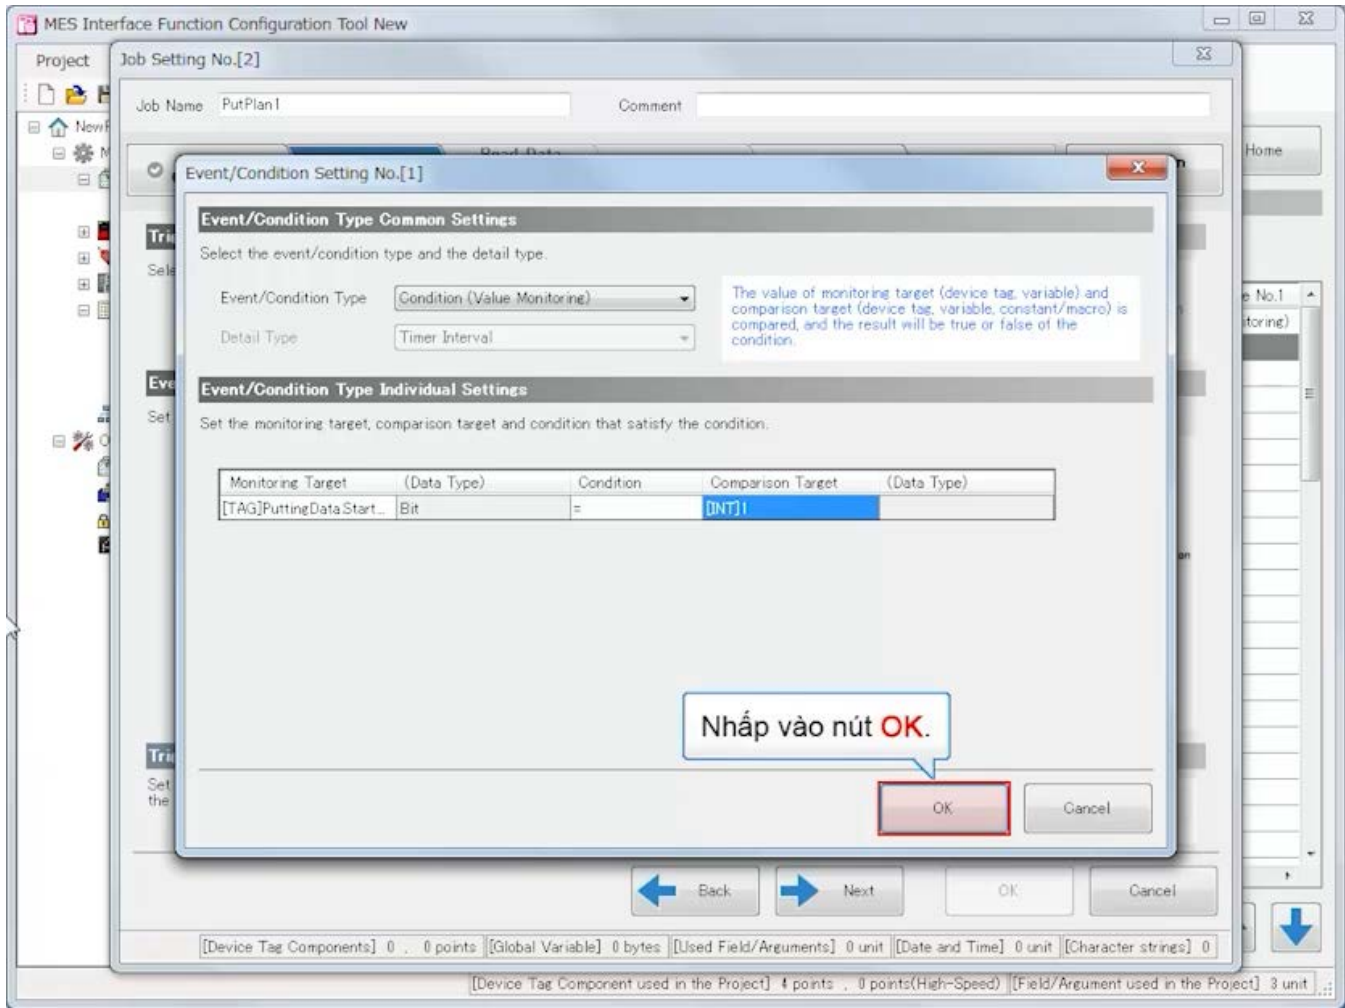 MES Interface Function Configuration Tool New
Project
Job Setting No.[2]
Job Name PutPlan1 Comment
Home
Event/Condition Setting No.[1]
Event/Condition Type Common Settings
Select the event/condition type and the detail type.
Event/Condition Type Condition (Value Monitoring)
Detail Type Timer Interval
The value of monitoring target (device tag, variable) and
comparison target (device tag, variable, constant/macro) is
compared, and the result will be true or false of the
condition.
e No.1
itoring)
Event/Condition Type Individual Settings
Set the monitoring target, comparison target and condition that satisfy the condition.
Monitoring Target (Data Type) Condition Comparison Target (Data Type)
[TAG]PuttingDataStart... Bit = [INT]1
Nhấp vào nút OK.
OK Cancel
Set
the
Back Next OK Cancel
[Device Tag Components] 0 , 0 points [Global Variable] 0 bytes [Used Field/Arguments] 0 unit [Date and Time] 0 unit [Character strings] 0
[Device Tag Component used in the Project] 4 points , 0 points(High-Speed) [Field/Argument used in the Project] 3 unit